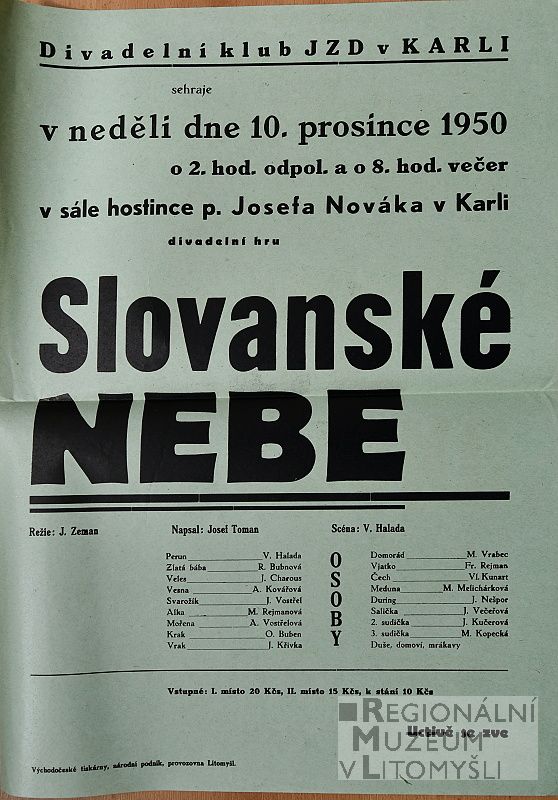 Divadelní klub JZD v KARLI
sehraje
v neděli dne 10. prosince 1950
o 2. hod. odpol. a o 8. hod. večer
v sále hostince p. Josefa Nováka v Karli
divadelní hru
Slovanské
NEBE
Režie: J. Zeman Napsal: Josef Toman Scéna: V. Halada
OSOBY
Perun V. Halada
Zlatá bába R. Bubnová
Veles J. Charous
Vesna A. Kovářová
Svarožík J. Vostřel
Alka M. Rejmanová
Mořena A. Vostřelová
Krak O. Buben
Vrak J. Křivka
Domorád M. Vrabec
Vjatko Fr. Rejman
Čech Vl. Kunart
Meduna M. Melichárková
During J. Nešpor
Salička J. Večeřová
2. sudička J. Kučerová
3. sudička M. Kopecká
Duše, domoví, mrákavy
Vstupné: I. místo 20 Kčs, II. místo 15 Kčs, k stání 10 Kčs
Uctivě se zve
Východočeské tiskárny, národní podnik, provozovna Litomyšl.
REGIONÁLNÍ
MUZEUM
V LITOMYŠLI